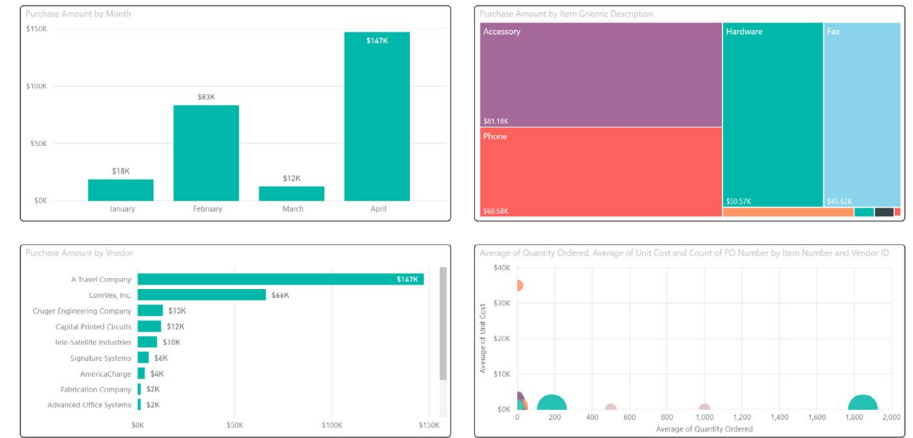 Purchase Amount by Month
$150K
$100K
$50K
$0K
$18K
$83K
$12K
$147K
January February March April
Purchase Amount by Item Gnenric Description
Accessory
$81.18K
Phone
$69.58K
Hardware
$59.57K
Fax
$45.62K
Purchase Amount by Vnedor
A Travel Company $147K
ComVex, Inc. $66K
Cruger Engineering Company $13K
Capital Printed Circuits $12K
Tele-Satellite Industries $10K
Signature Systems $6K
AmericaCharge $4K
Fabrication Company $2K
Advanced Office Systems $2K
$0K $50K $100K $150K
Average of Quantity Ordered, Average of Unit Cost and Count of PO Number by Item Number and Vendor ID
Average of Unit Cost
$40K
$30K
$20K
$10K
$0K
0 200 400 600 800 1,000 1,200 1,400 1,600 1,800 2,000
Average of Quantity Ordered